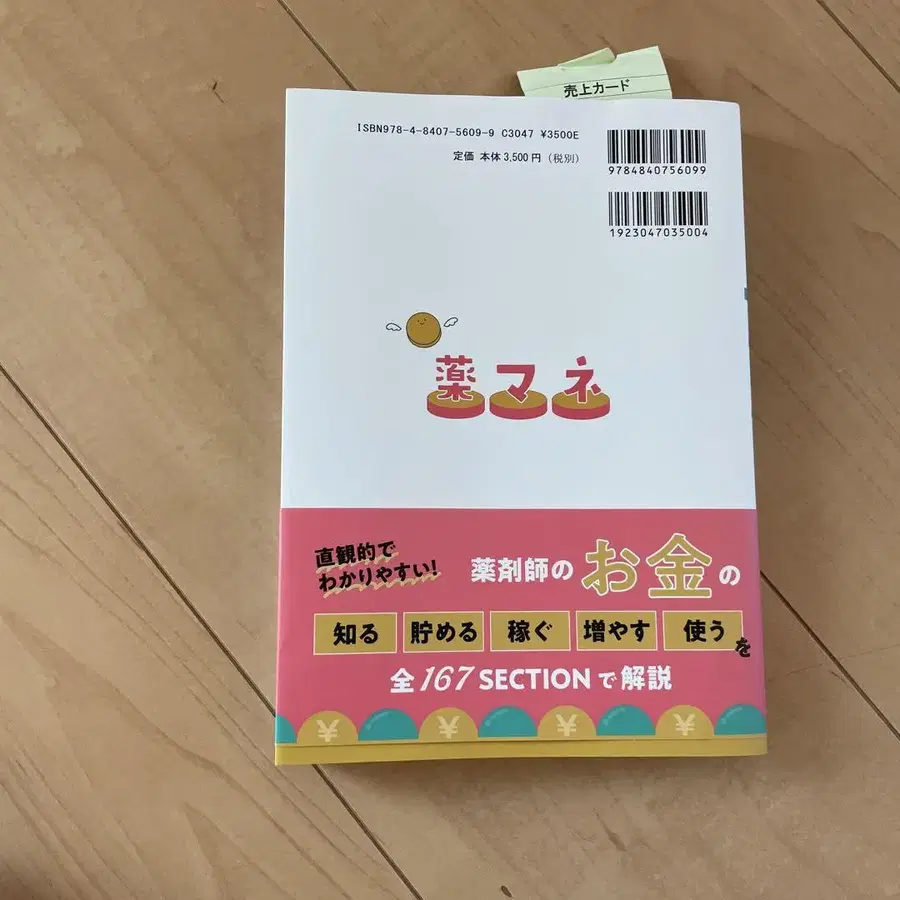 売上カード
ISBN978-4-8407-5609-9 C3047 ¥3500E
定価 本体3,500円(税別)
9784840756099
1923047035004
薬マネ
直観的で
わかりやすい!
薬剤師のお金の
知る 貯める 稼ぐ 増やす 使う を
全167 SECTIONで解説
¥ ¥ ¥ ¥